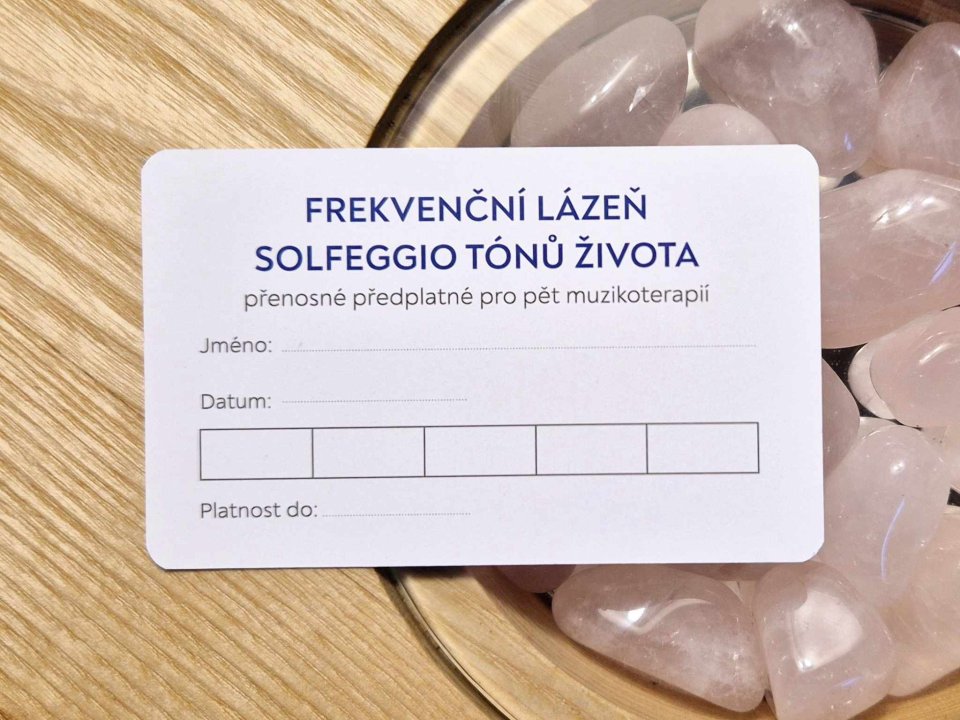 FREKVENČNÍ LÁZEŇ
SOLFEGGIO TÓNŮ ŽIVOTA
přenosné předplatné pro pět muzikoterapií
Jméno:
Datum:
Platnost do: